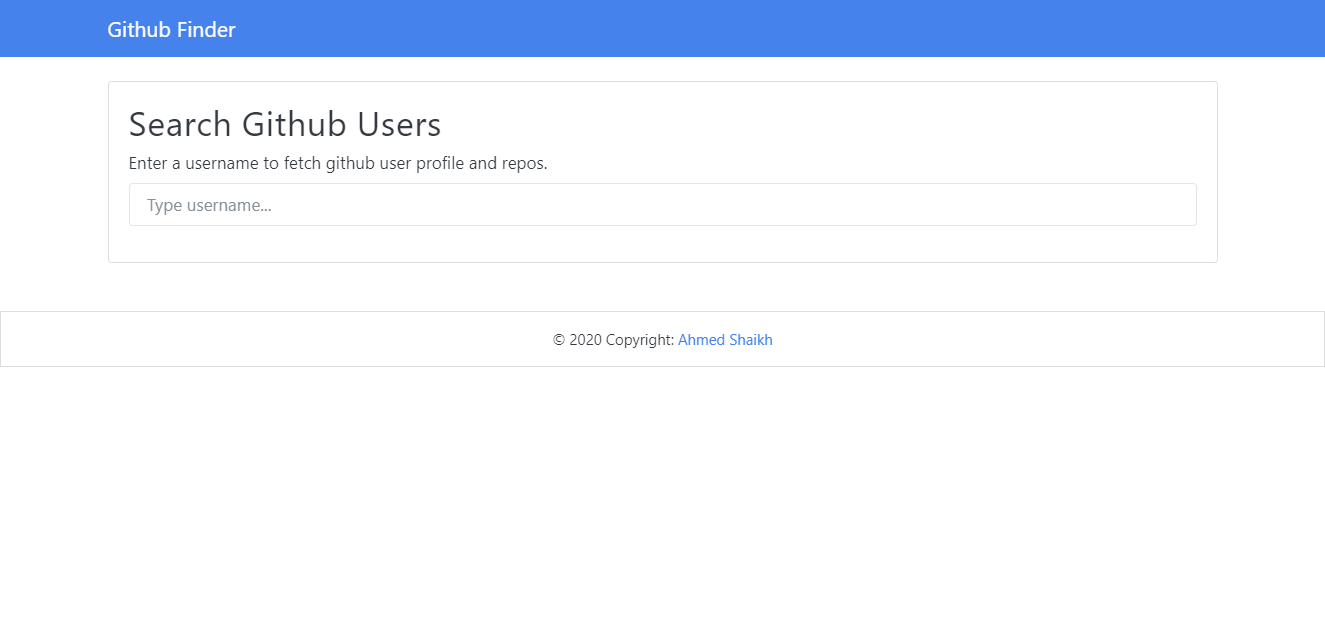 Github Finder
Search Github Users
Enter a username to fetch github user profile and repos.
Type username...
© 2020 Copyright: Ahmed Shaikh